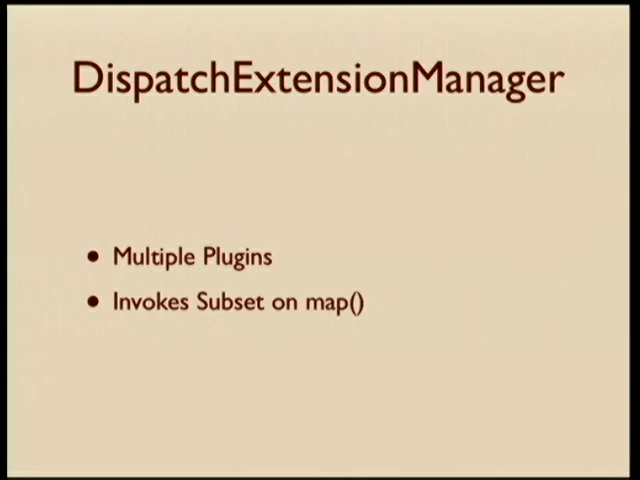 DispatchExtensionManager
• Multiple Plugins
• Invokes Subset on map()